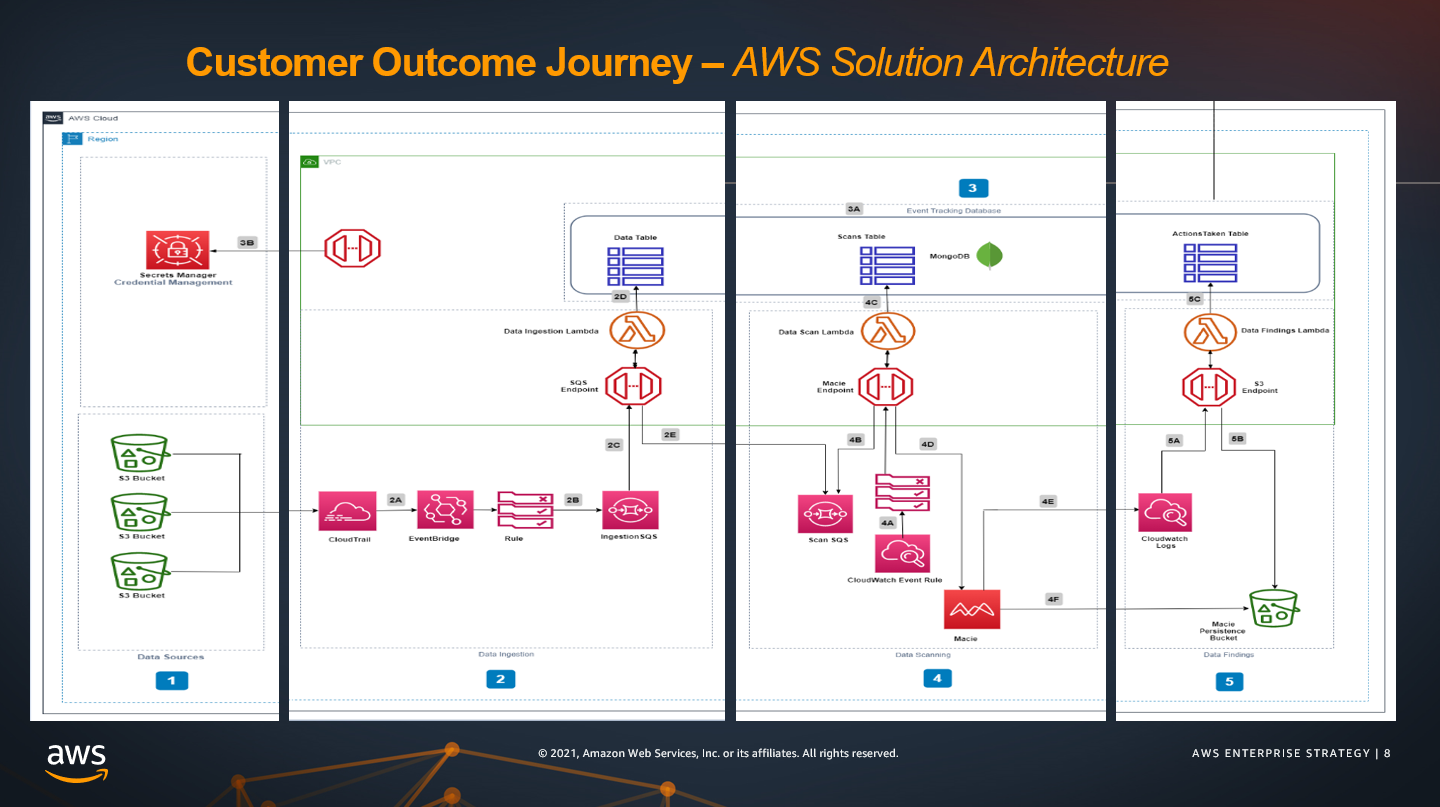 Customer Outcome Journey – AWS Solution Architecture
aws
AWS Cloud
Region
3B
Secrets Manager
Credential Management
S3 Bucket
S3 Bucket
S3 Bucket
Data Sources
1
VPC
Data Table
2D
Data Ingestion Lambda
SQS
Endpoint
2C
2E
2A
2B
CloudTrail
EventBridge
Rule
IngestionSQS
Data Ingestion
2
3
3A
Event Tracking Database
Scans Table
MongoDB
4C
Data Scan Lambda
Macie
Endpoint
4B
4D
4A
4E
Scan SQS
CloudWatch Event Rule
4F
Macie
Data Scanning
4
ActionsTaken Table
5C
Data Findings Lambda
S3
Endpoint
5A
5B
Cloudwatch
Logs
Macie
Persistence
Bucket
Data Findings
5
aws
© 2021, Amazon Web Services, Inc. or its affiliates. All rights reserved.
AWS ENTERPRISE STRATEGY | 8